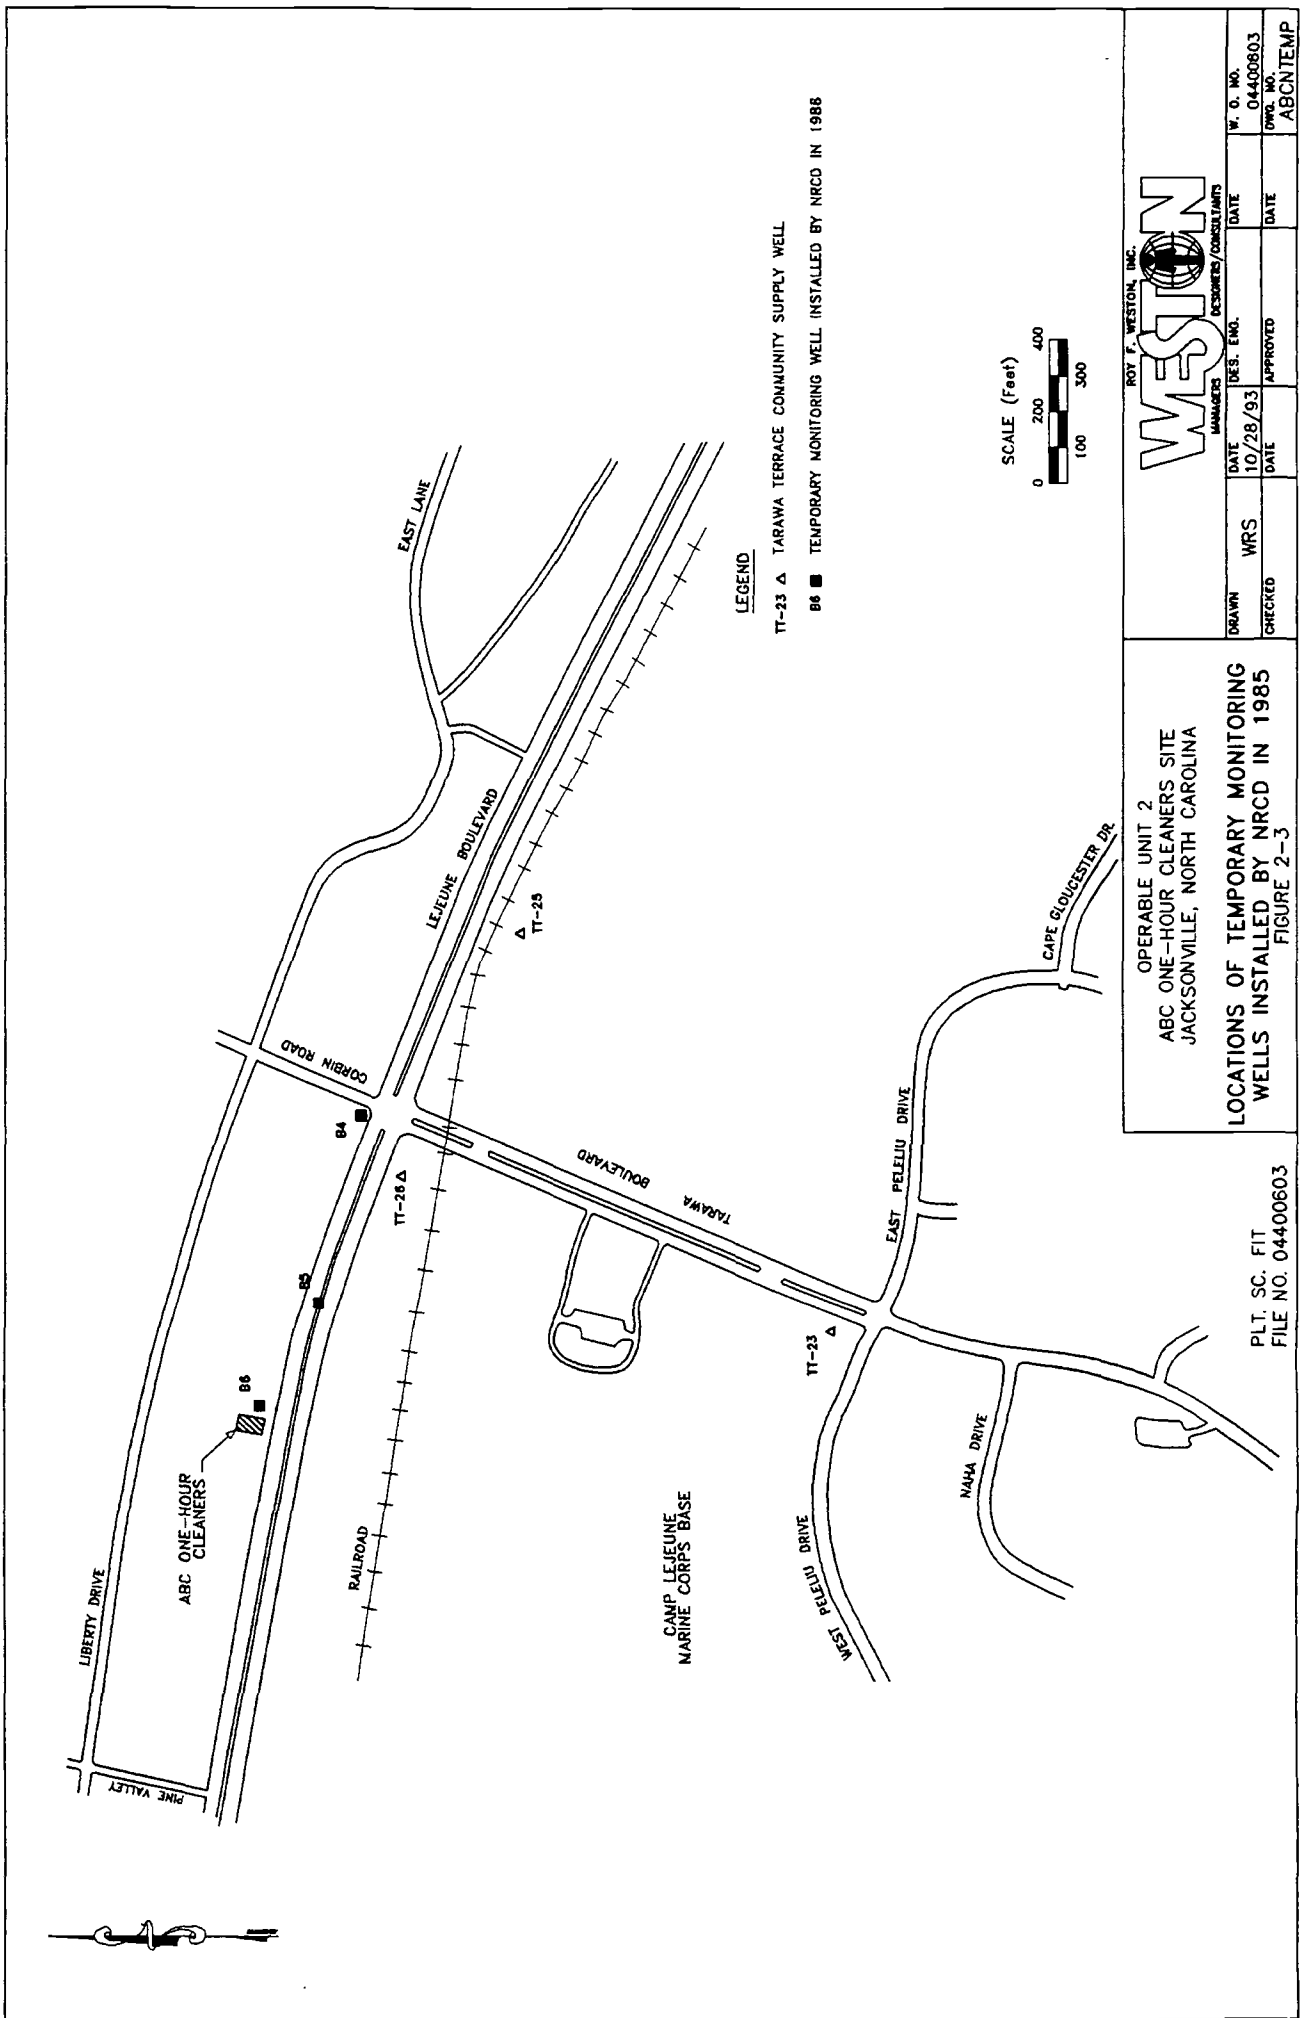 LIBERTY DRIVE
PINE VALLEY
ABC ONE-HOUR
CLEANERS
B6
B5
B4
CORBIN ROAD
EAST LANE
LEJEUNE BOULEVARD
RAILROAD
TT-26
TT-25
TARAWA BOULEVARD
CAMP LEJEUNE
MARINE CORPS BASE
TT-23
WEST PELELIU DRIVE
EAST PELELIU DRIVE
NAHA DRIVE
CAPE GLOUCESTER DR.
LEGEND
TT-23 TARAWA TERRACE COMMUNITY SUPPLY WELL
B6 TEMPORARY MONITORING WELL INSTALLED BY NRCD IN 1986
SCALE (Feet)
0 200 400
100 300
PLT. SC. FIT
FILE NO. 04400603
OPERABLE UNIT 2
ABC ONE-HOUR CLEANERS SITE
JACKSONVILLE, NORTH CAROLINA
LOCATIONS OF TEMPORARY MONITORING
WELLS INSTALLED BY NRCD IN 1985
FIGURE 2-3
ROY F. WESTON, INC.
WESTON
MANAGERS DESIGNERS/CONSULTANTS
DRAWN WRS
DATE 10/28/93
DES. ENG.
DATE
W. O. NO. 04400803
CHECKED
DATE
APPROVED
DATE
DWG. NO. ABCNTEMP